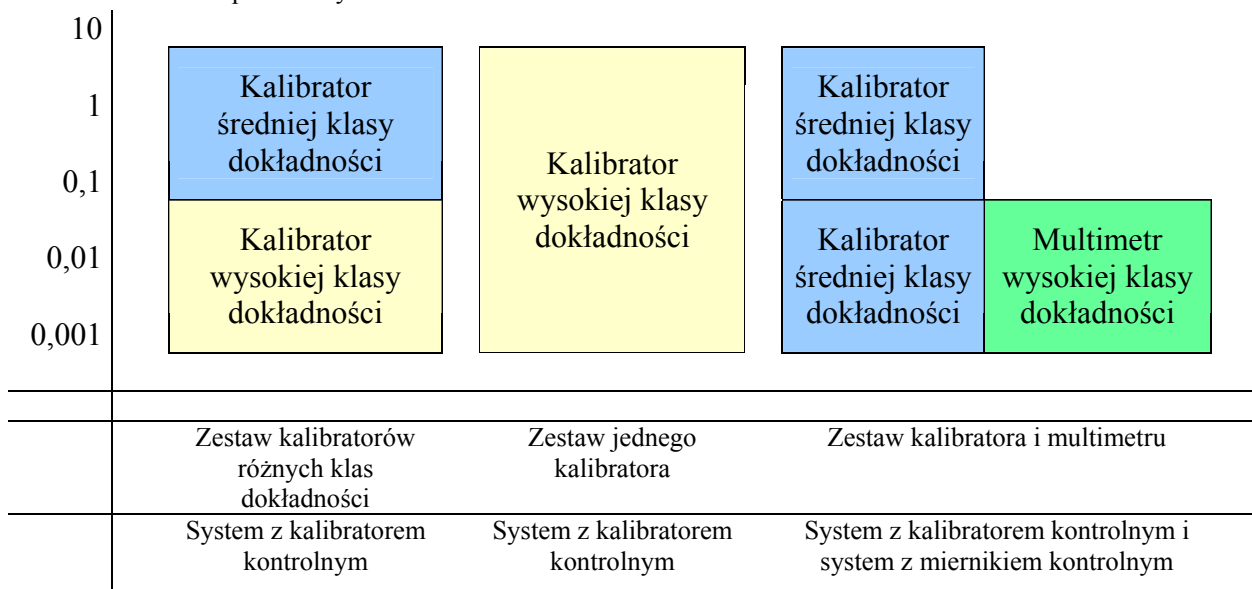 10
1
0,1
0,01
0,001
Kalibrator
średniej klasy
dokładności
Kalibrator
wysokiej klasy
dokładności
Kalibrator
wysokiej klasy
dokładności
Kalibrator
średniej klasy
dokładności
Kalibrator
średniej klasy
dokładności
Multimetr
wysokiej klasy
dokładności
Zestaw kalibratorów
różnych klas
dokładności
Zestaw jednego
kalibratora
Zestaw kalibratora i multimetru
System z kalibratorem
kontrolnym
System z kalibratorem
kontrolnym
System z kalibratorem kontrolnym i
system z miernikiem kontrolnym